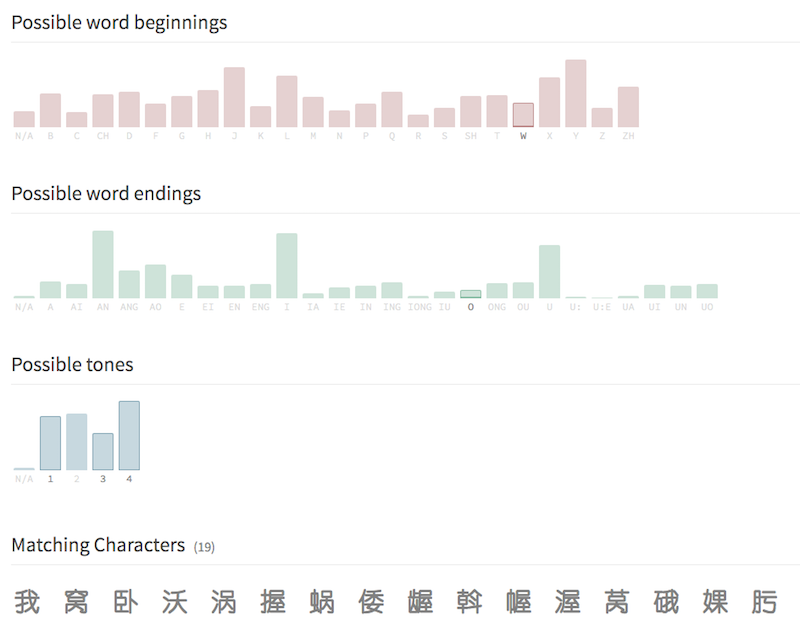 Possible word beginnings
N/A B C CH D F G H J K L M N P Q R S SH T W X Y Z ZH
Possible word endings
N/A A AI AN ANG AO E EI EN ENG I IA IE IN ING IONG IU O ONG OU U U: U:E UA UI UN UO
Possible tones
N/A 1 2 3 4
Matching Characters (19)
我 窝 卧 沃 涡 握 蜗 倭 龌 斡 幄 渥 莴 硪 婐 肟